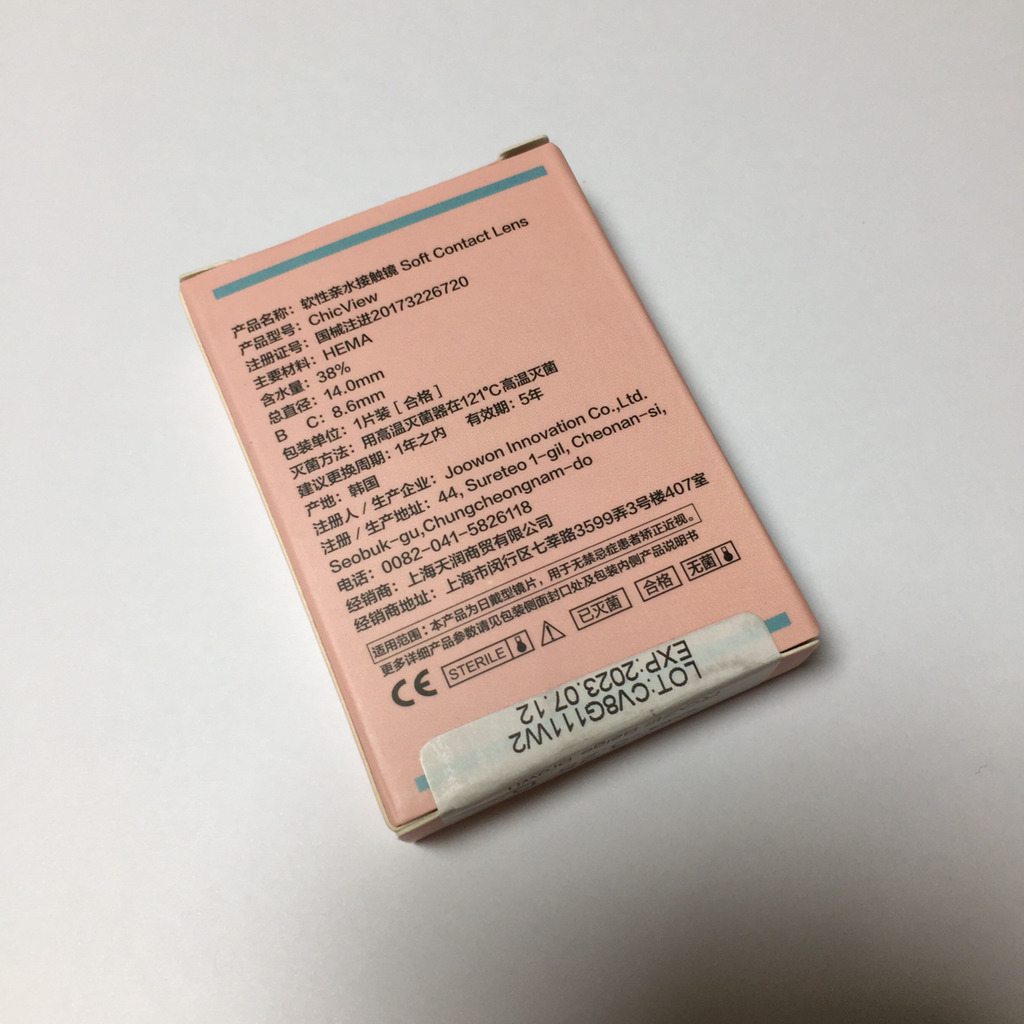 产品名称：软性亲水接触镜 Soft Contact Lens
产品型号：ChicView
注册证号：国械注进20173226720
主要材料：HEMA
含水量：38%
总直径：14.0mm
B C：8.6mm
包装单位：1片装 [ 合格 ]
灭菌方法：用高温灭菌器在121℃高温灭菌
建议更换周期：1年之内 有效期：5年
产地：韩国
注册人 / 生产企业：Joowon Innovation Co.,Ltd.
注册 / 生产地址：44, Sureteo 1-gil, Cheonan-si,
Seobuk-gu,Chungcheongnam-do
电话：0082-041-5826118
经销商：上海天润商贸有限公司
经销商地址：上海市闵行区七莘路3599弄3号楼407室
适用范围：本产品为日戴型镜片，用于无禁忌症患者矫正近视。
更多详细产品参数请见包装侧面封口处及包装内侧产品说明书
CE STERILE 已灭菌 合格 无菌
LOT:CV8G111W2
EXP:2023.07.12